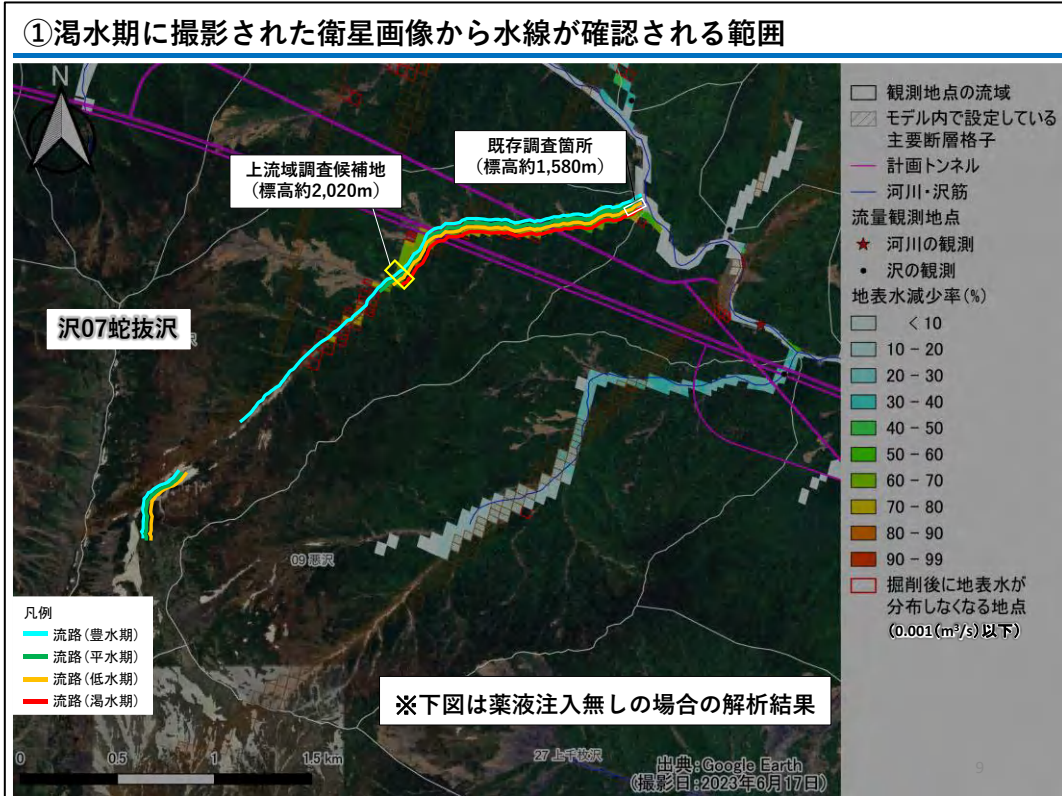 ①渇水期に撮影された衛星画像から水線が確認される範囲
N
既存調査箇所
(標高約1,580m)
上流域調査候補地
(標高約2,020m)
沢07蛇抜沢
09 悪沢
27 上千枚沢
凡例
流路(豊水期)
流路(平水期)
流路(低水期)
流路(渇水期)
※下図は薬液注入無しの場合の解析結果
0 0.5 1 1.5 km
出典:Google Earth
(撮影日:2023年6月17日)
観測地点の流域
モデル内で設定している
主要断層格子
計画トンネル
河川・沢筋
流量観測地点
河川の観測
沢の観測
地表水減少率(%)
< 10
10 - 20
20 - 30
30 - 40
40 - 50
50 - 60
60 - 70
70 - 80
80 - 90
90 - 99
掘削後に地表水が
分布しなくなる地点
(0.001(m³/s)以下)
9